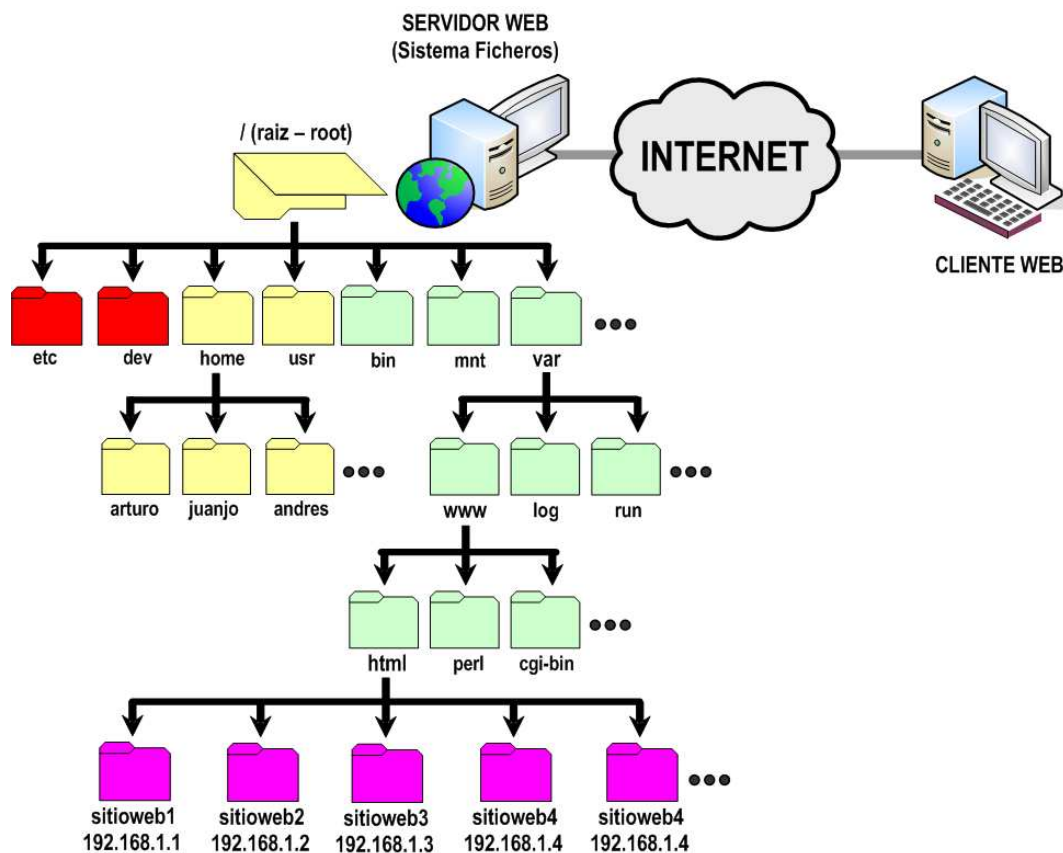 SERVIDOR WEB
(Sistema Ficheros)
/ (raiz – root)
INTERNET
CLIENTE WEB
etc
dev
home
usr
bin
mnt
var
arturo
juanjo
andres
www
log
run
html
perl
cgi-bin
sitioweb1
192.168.1.1
sitioweb2
192.168.1.2
sitioweb3
192.168.1.3
sitioweb4
192.168.1.4
sitioweb4
192.168.1.4